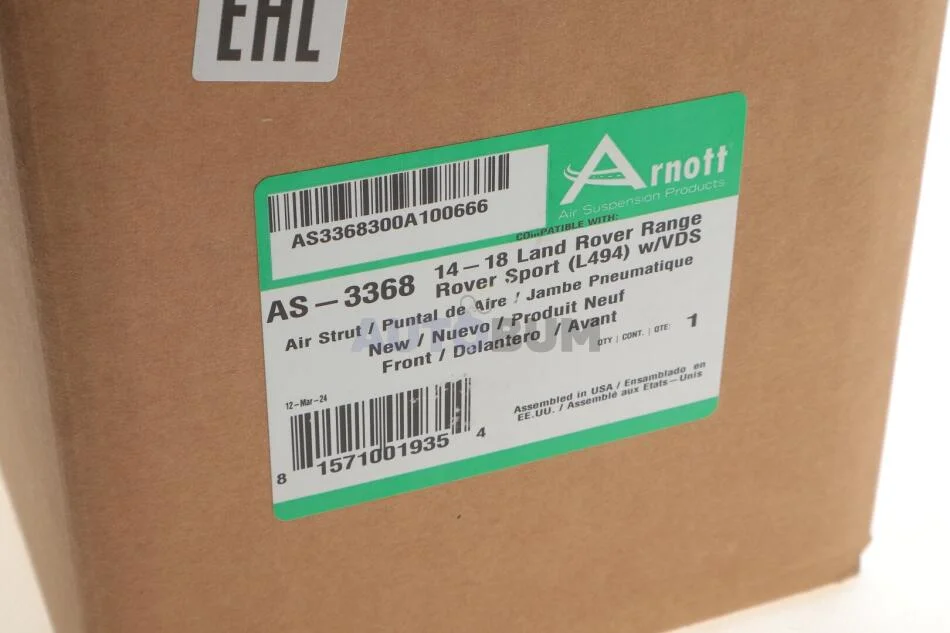 EAC
Arnott
Air Suspension Products
AS3368300A100666
COMPATIBLE WITH:
AS-3368
14-18 Land Rover Range
Rover Sport (L494) w/VDS
Air Strut / Puntal de Aire / Jambe Pneumatique
New / Nuevo / Produit Neuf
Front / Delantero / Avant
QTY | CONT. | QTE: 1
AUTOBUM
12-Mar-24
Assembled in USA / Ensamblado en
EE.UU. / Assemblé aux Etats-Unis
8 1571001935 4